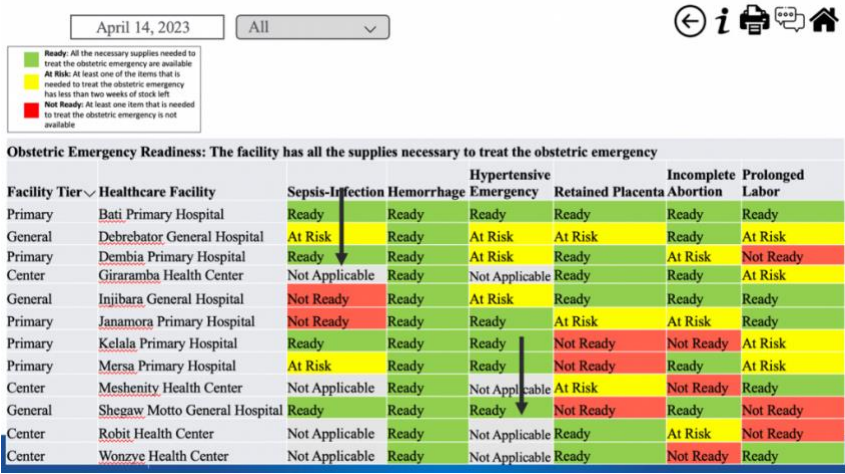 April 14, 2023 All
Ready: All the necessary supplies needed to
treat the obstetric emergency are available
At Risk: At least one of the items that is
needed to treat the obstetric emergency
has less than two weeks of stock left
Not Ready: At least one item that is needed
to treat the obstetric emergency is not
available
Obstetric Emergency Readiness: The facility has all the supplies necessary to treat the obstetric emergency
Facility Tier Healthcare Facility Sepsis-Infection Hemorrhage Hypertensive Emergency Retained Placenta Incomplete Abortion Prolonged Labor
Primary Bati Primary Hospital Ready Ready Ready Ready Ready Ready
General Debrebator General Hospital At Risk Ready At Risk At Risk Ready At Risk
Primary Dembia Primary Hospital Ready Ready At Risk Ready At Risk Not Ready
Center Giraramba Health Center Not Applicable Ready Not Applicable Ready Ready At Risk
General Injibara General Hospital Not Ready Ready At Risk Ready Ready Ready
Primary Janamora Primary Hospital Not Ready Ready Ready At Risk At Risk Ready
Primary Kelala Primary Hospital Ready Ready Ready Not Ready Not Ready At Risk
Primary Mersa Primary Hospital At Risk Ready Ready Not Ready Ready At Risk
Center Meshenity Health Center Not Applicable Ready Not Applicable At Risk Not Ready Ready
General Shegaw Motto General Hospital Ready Ready Ready Not Ready Ready Not Ready
Center Robit Health Center Not Applicable Ready Not Applicable Ready At Risk Not Ready
Center Wonzye Health Center Not Applicable Ready Not Applicable Ready Not Ready Ready